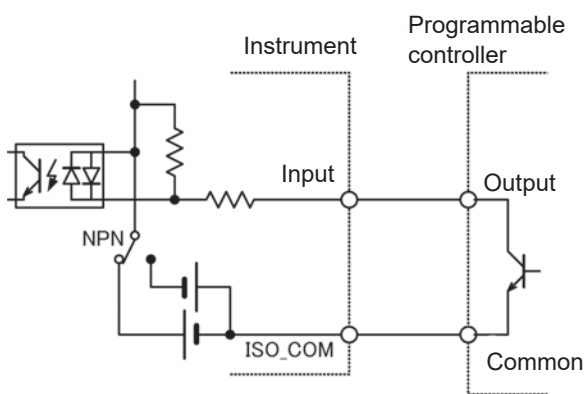 Programmable
controller
Instrument
Input
Output
NPN
ISO_COM
Common